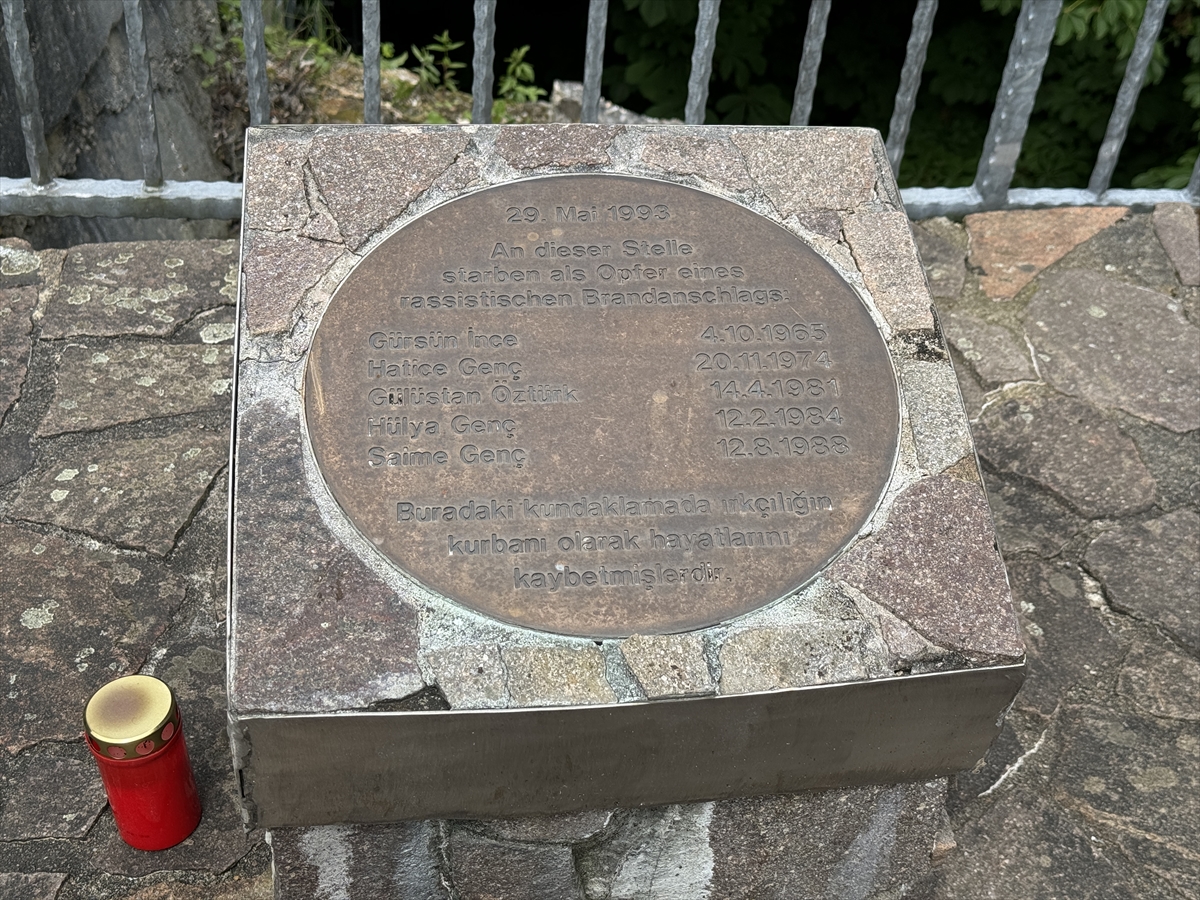 29. Mai 1993
An dieser Stelle
starben als Opfer eines
rassistischen Brandanschlags:
Gürsün İnce 4.10.1965
Hatice Genç 20.11.1974
Gülüstan Öztürk 14.4.1981
Hülya Genç 12.2.1984
Saime Genç 12.8.1988
Buradaki kundaklamada ırkçılığın
kurbanı olarak hayatlarını
kaybetmişlerdir.